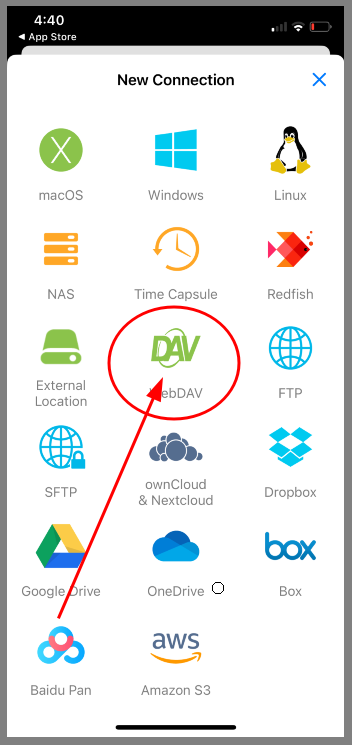 4:40
◀ App Store
New Connection
macOS
Windows
Linux
NAS
Time Capsule
Redfish
DAV
External
Location
WebDAV
FTP
SFTP
ownCloud
& Nextcloud
Dropbox
box
Google Drive
OneDrive
Box
aws
Baidu Pan
Amazon S3